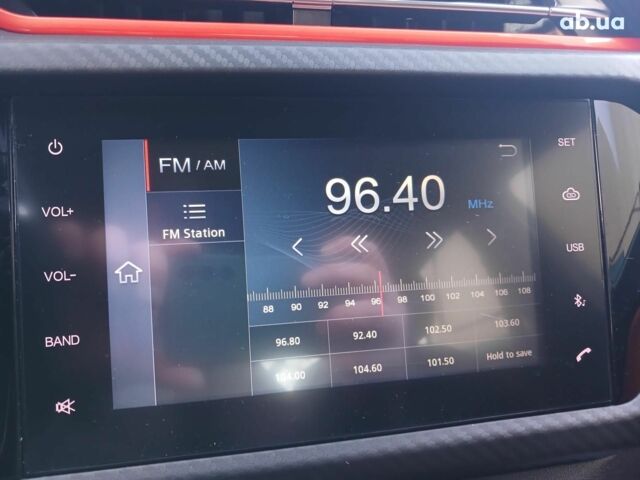 ab.ua
SET
FM / AM
96.40 MHz
VOL+
FM Station
USB
VOL-
88 90 92 94 96 98 100 102 104 106 108
BAND
96.80 92.40 102.50 103.60
104.00 104.60 101.50 Hold to save